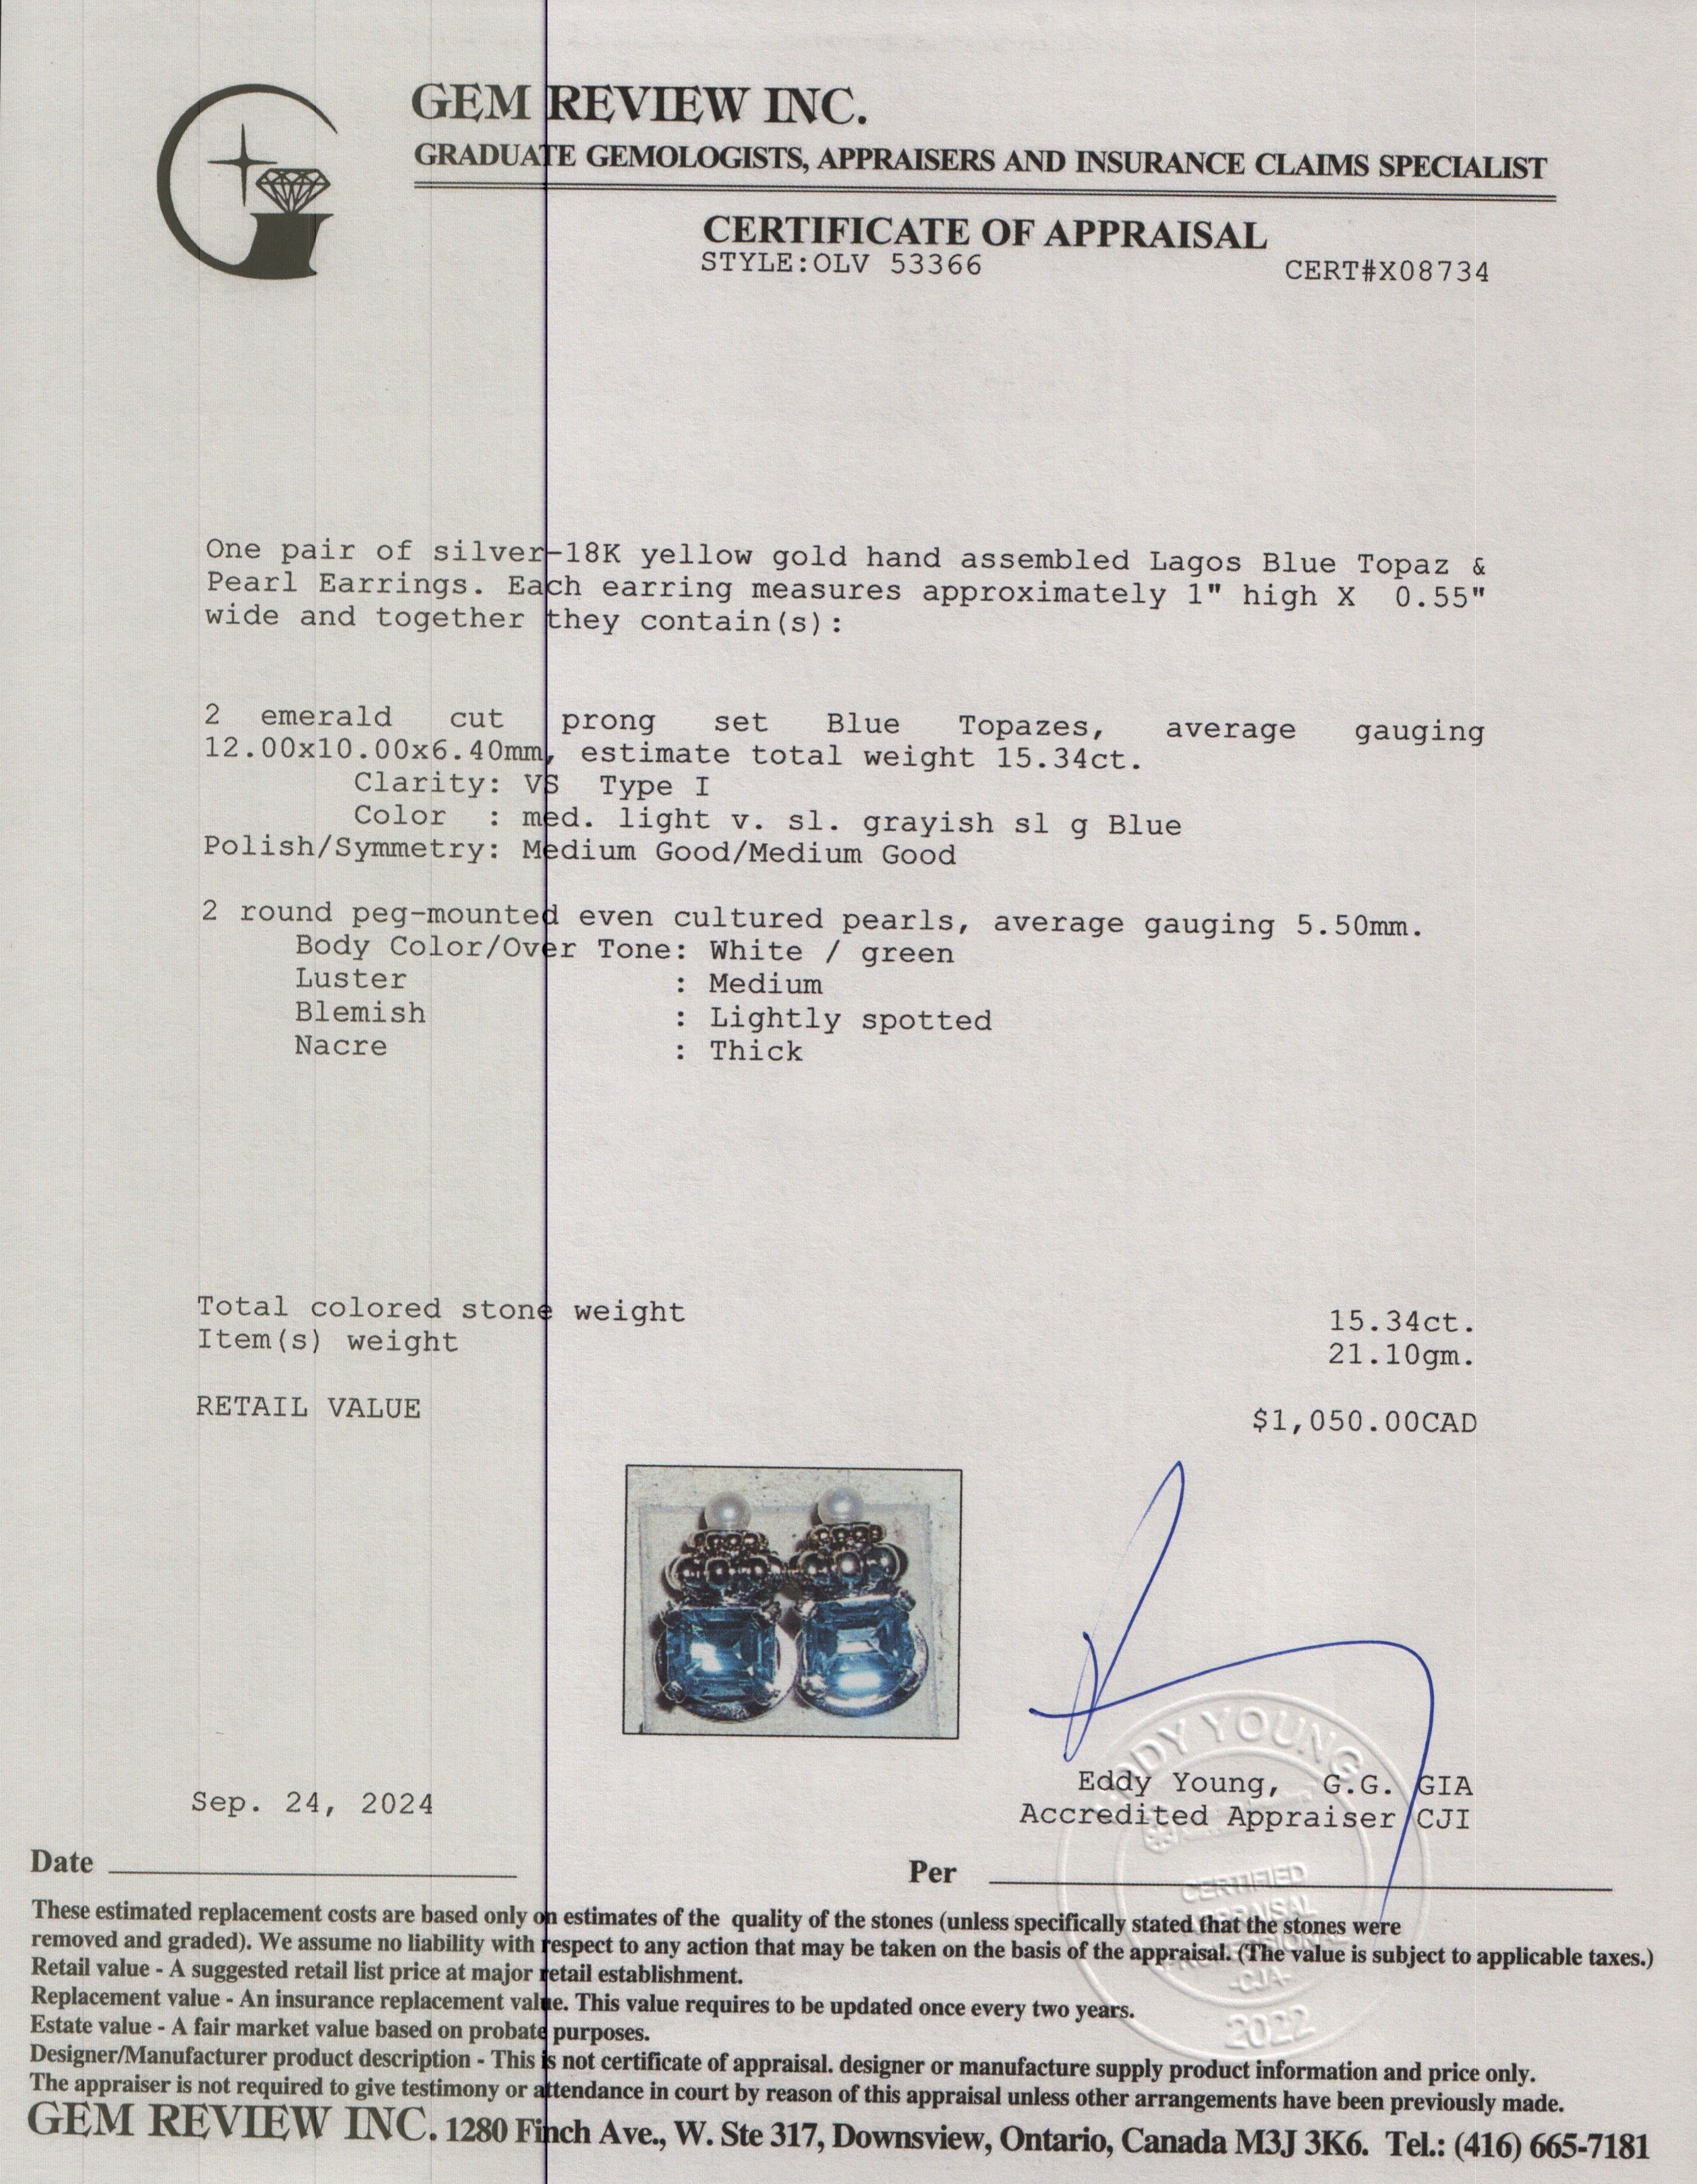 GEM REVIEW INC.
GRADUATE GEMOLOGISTS, APPRAISERS AND INSURANCE CLAIMS SPECIALIST
CERTIFICATE OF APPRAISAL
STYLE:OLV 53366
CERT#X08734
One pair of silver-18K yellow gold hand assembled Lagos Blue Topaz &
Pearl Earrings. Each earring measures approximately 1" high X 0.55"
wide and together they contain(s):
2 emerald cut prong set Blue Topazes, average gauging
12.00x10.00x6.40mm, estimate total weight 15.34ct.
Clarity: VS Type I
Color : med. light v. sl. grayish sl g Blue
Polish/Symmetry: Medium Good/Medium Good
2 round peg-mounted even cultured pearls, average gauging 5.50mm.
Body Color/Over Tone: White / green
Luster : Medium
Blemish : Lightly spotted
Nacre : Thick
Total colored stone weight 15.34ct.
Item(s) weight 21.10gm.
RETAIL VALUE $1,050.00CAD
Eddy Young, G.G. GIA
Accredited Appraiser CJI
Sep. 24, 2024
Date
Per
EDDY YOUNG
CERTIFIED
APPRAISAL
PROFESSIONAL
-CJA-
2022
These estimated replacement costs are based only on estimates of the quality of the stones (unless specifically stated that the stones were
removed and graded). We assume no liability with respect to any action that may be taken on the basis of the appraisal. (The value is subject to applicable taxes.)
Retail value - A suggested retail list price at major retail establishment.
Replacement value - An insurance replacement value. This value requires to be updated once every two years.
Estate value - A fair market value based on probate purposes.
Designer/Manufacturer product description - This is not certificate of appraisal. designer or manufacture supply product information and price only.
The appraiser is not required to give testimony or attendance in court by reason of this appraisal unless other arrangements have been previously made.
GEM REVIEW INC. 1280 Finch Ave., W. Ste 317, Downsview, Ontario, Canada M3J 3K6. Tel.: (416) 665-7181